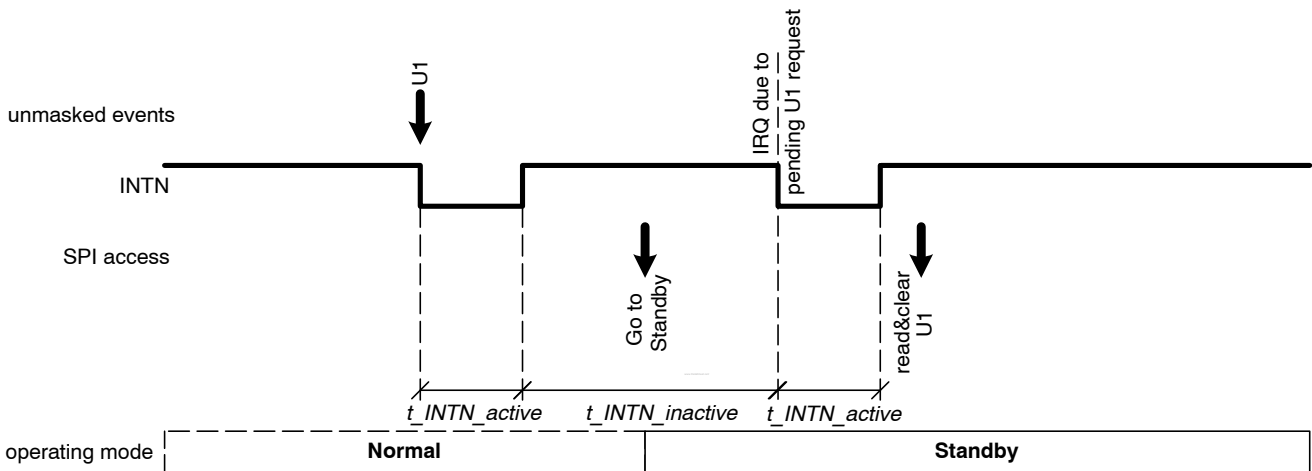 U1
IRQ due to
pending U1 request
unmasked events
INTN
SPI access
Go to
Standby
read&clear
U1
t_INTN_active
t_INTN_inactive
t_INTN_active
operating mode
Normal
Standby